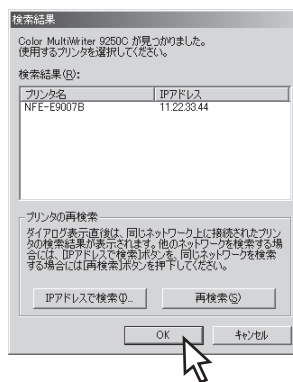 検索結果
Color MultiWriter 9250C が見つかりました。
使用するプリンタを選択してください。
検索結果(R):
プリンタ名 IPアドレス
NFE-E9007B 11.22.33.44
プリンタの再検索
ダイアログ表示直後は、同じネットワーク上に接続されたプリン
タの検索結果が表示されます。他のネットワークを検索する場
合には、[IPアドレスで検索]ボタンを、同じネットワークを検索
する場合には[再検索]ボタンを押下してください。
IPアドレスで検索(I)... 再検索(S)
OK キャンセル